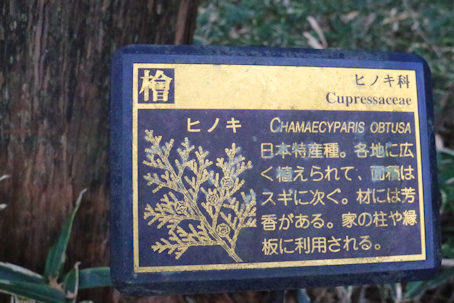 檜
ヒノキ科
Cupressaceae
ヒノキ CHAMAECYPARIS OBTUSA
日本特産種。各地に広
く植えられて、面積は
スギに次ぐ。材には芳
香がある。家の柱や縁
板に利用される。